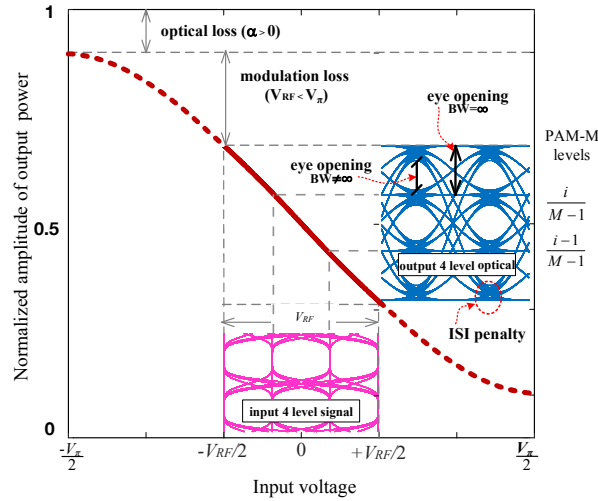 1
optical loss (α>0)
modulation loss
(V_RF < V_π)
eye opening
BW=∞
eye opening
BW≠∞
PAM-M
levels
i
M−1
i−1
M−1
0.5
output 4 level optical
ISI penalty
V_RF
input 4 level signal
0
-V_π
2
-V_RF/2
0
+V_RF/2
V_π
2
Input voltage
Normalized amplitude of output power